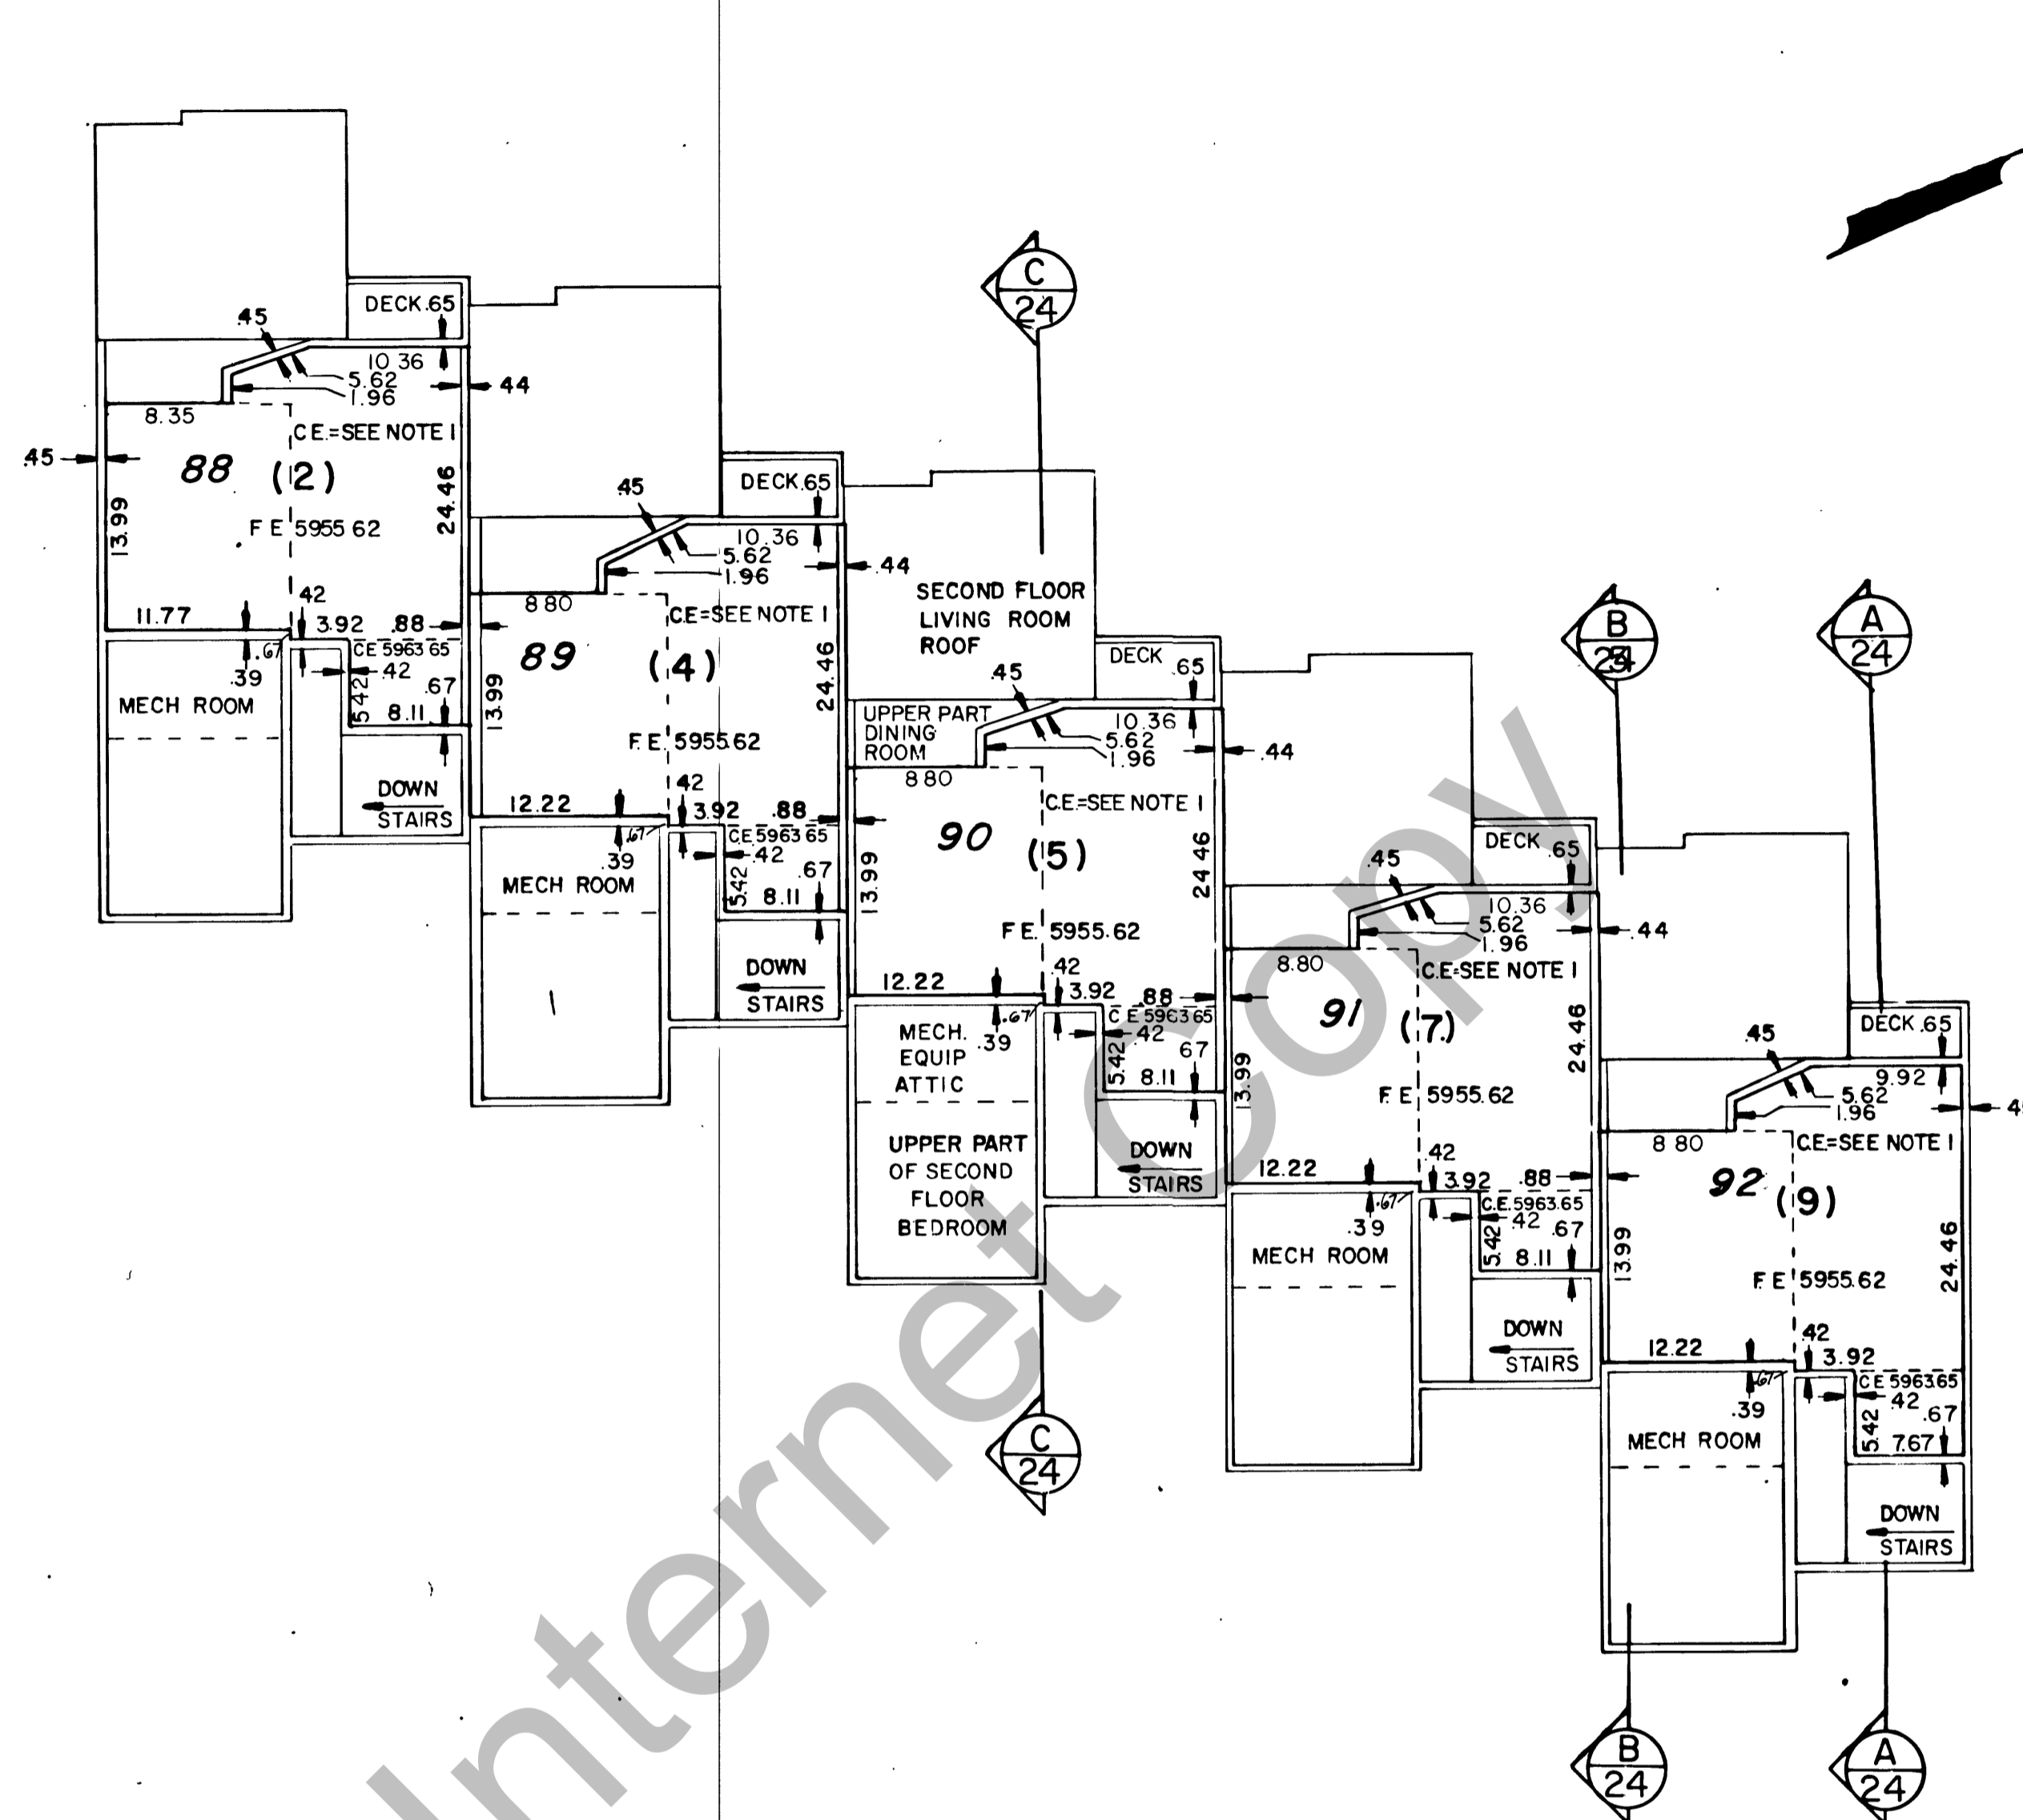 DECK .65
.45
10.36
5.62
1.96
.44
8.35
C.E.=SEE NOTE 1
.45
88 (2)
13.99
24.46
F E 5955 62
.42
11.77
3.92 .88
.67
CE 5963 65
.39
.42
5.42
.67
8.11
MECH ROOM
DOWN
STAIRS
DECK .65
.45
10.36
5.62
1.96
.44
8 80
C.E=SEE NOTE 1
89 (4)
13.99
24.46
F. E. 5955.62
.42
12.22
3.92 .88
.67
C.E. 5963 65
.39
.42
5.42
.67
8.11
MECH ROOM
DOWN
STAIRS
C
24
SECOND FLOOR
LIVING ROOM
ROOF
DECK .65
.45
UPPER PART
DINING
ROOM
10.36
5.62
1.96
.44
8 80
C.E.=SEE NOTE 1
90 (5)
13.99
24 46
F E. 5955.62
.42
12.22
3.92 .88
.67
C E 5963 65
.39
.42
5.42
67
8.11
MECH.
EQUIP
ATTIC
UPPER PART
OF SECOND
FLOOR
BEDROOM
DOWN
STAIRS
C
24
B
A
24
DECK .65
.45
10.36
5.62
1.96
.44
8.80
C.E=SEE NOTE 1
91 (7.)
13.99
24.46
F. E. 5955.62
.42
12.22
3.92 .88
.67
C.E. 5963.65
.39
.42
5.42
.67
8.11
MECH ROOM
DOWN
STAIRS
DECK .65
.45
9.92
5.62
1.96
8 80
C.E=SEE NOTE 1
92 (9)
13.99
24.46
F. E. 5955.62
.42
12.22
3.92
.67
C E 5963.65
.39
.42
5.42
.67
7.67
MECH ROOM
DOWN
STAIRS
B
24
A
24
Internet Copy